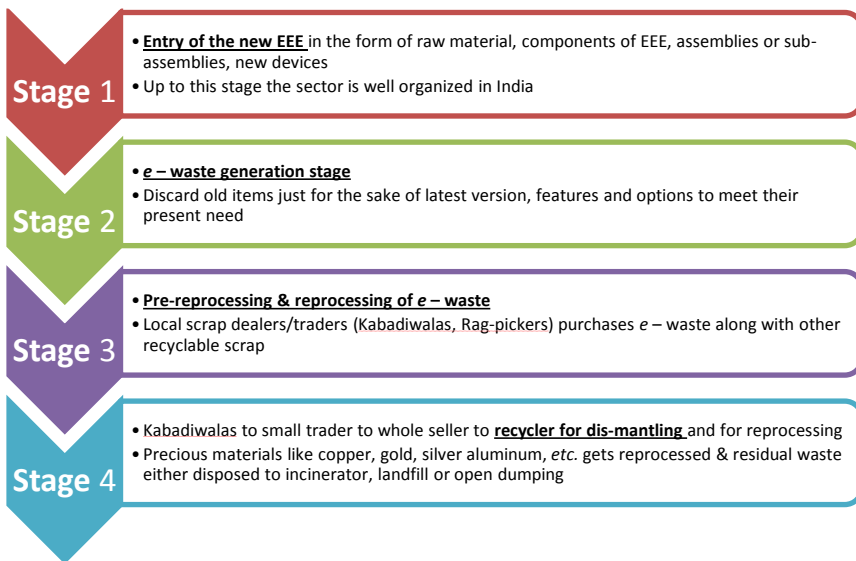 Stage 1
• Entry of the new EEE in the form of raw material, components of EEE, assemblies or sub-
assemblies, new devices
• Up to this stage the sector is well organized in India
Stage 2
• e – waste generation stage
• Discard old items just for the sake of latest version, features and options to meet their
present need
Stage 3
• Pre-reprocessing & reprocessing of e – waste
• Local scrap dealers/traders (Kabadiwalas, Rag-pickers) purchases e – waste along with other
recyclable scrap
Stage 4
• Kabadiwalas to small trader to whole seller to recycler for dis-mantling and for reprocessing
• Precious materials like copper, gold, silver aluminum, etc. gets reprocessed & residual waste
either disposed to incinerator, landfill or open dumping